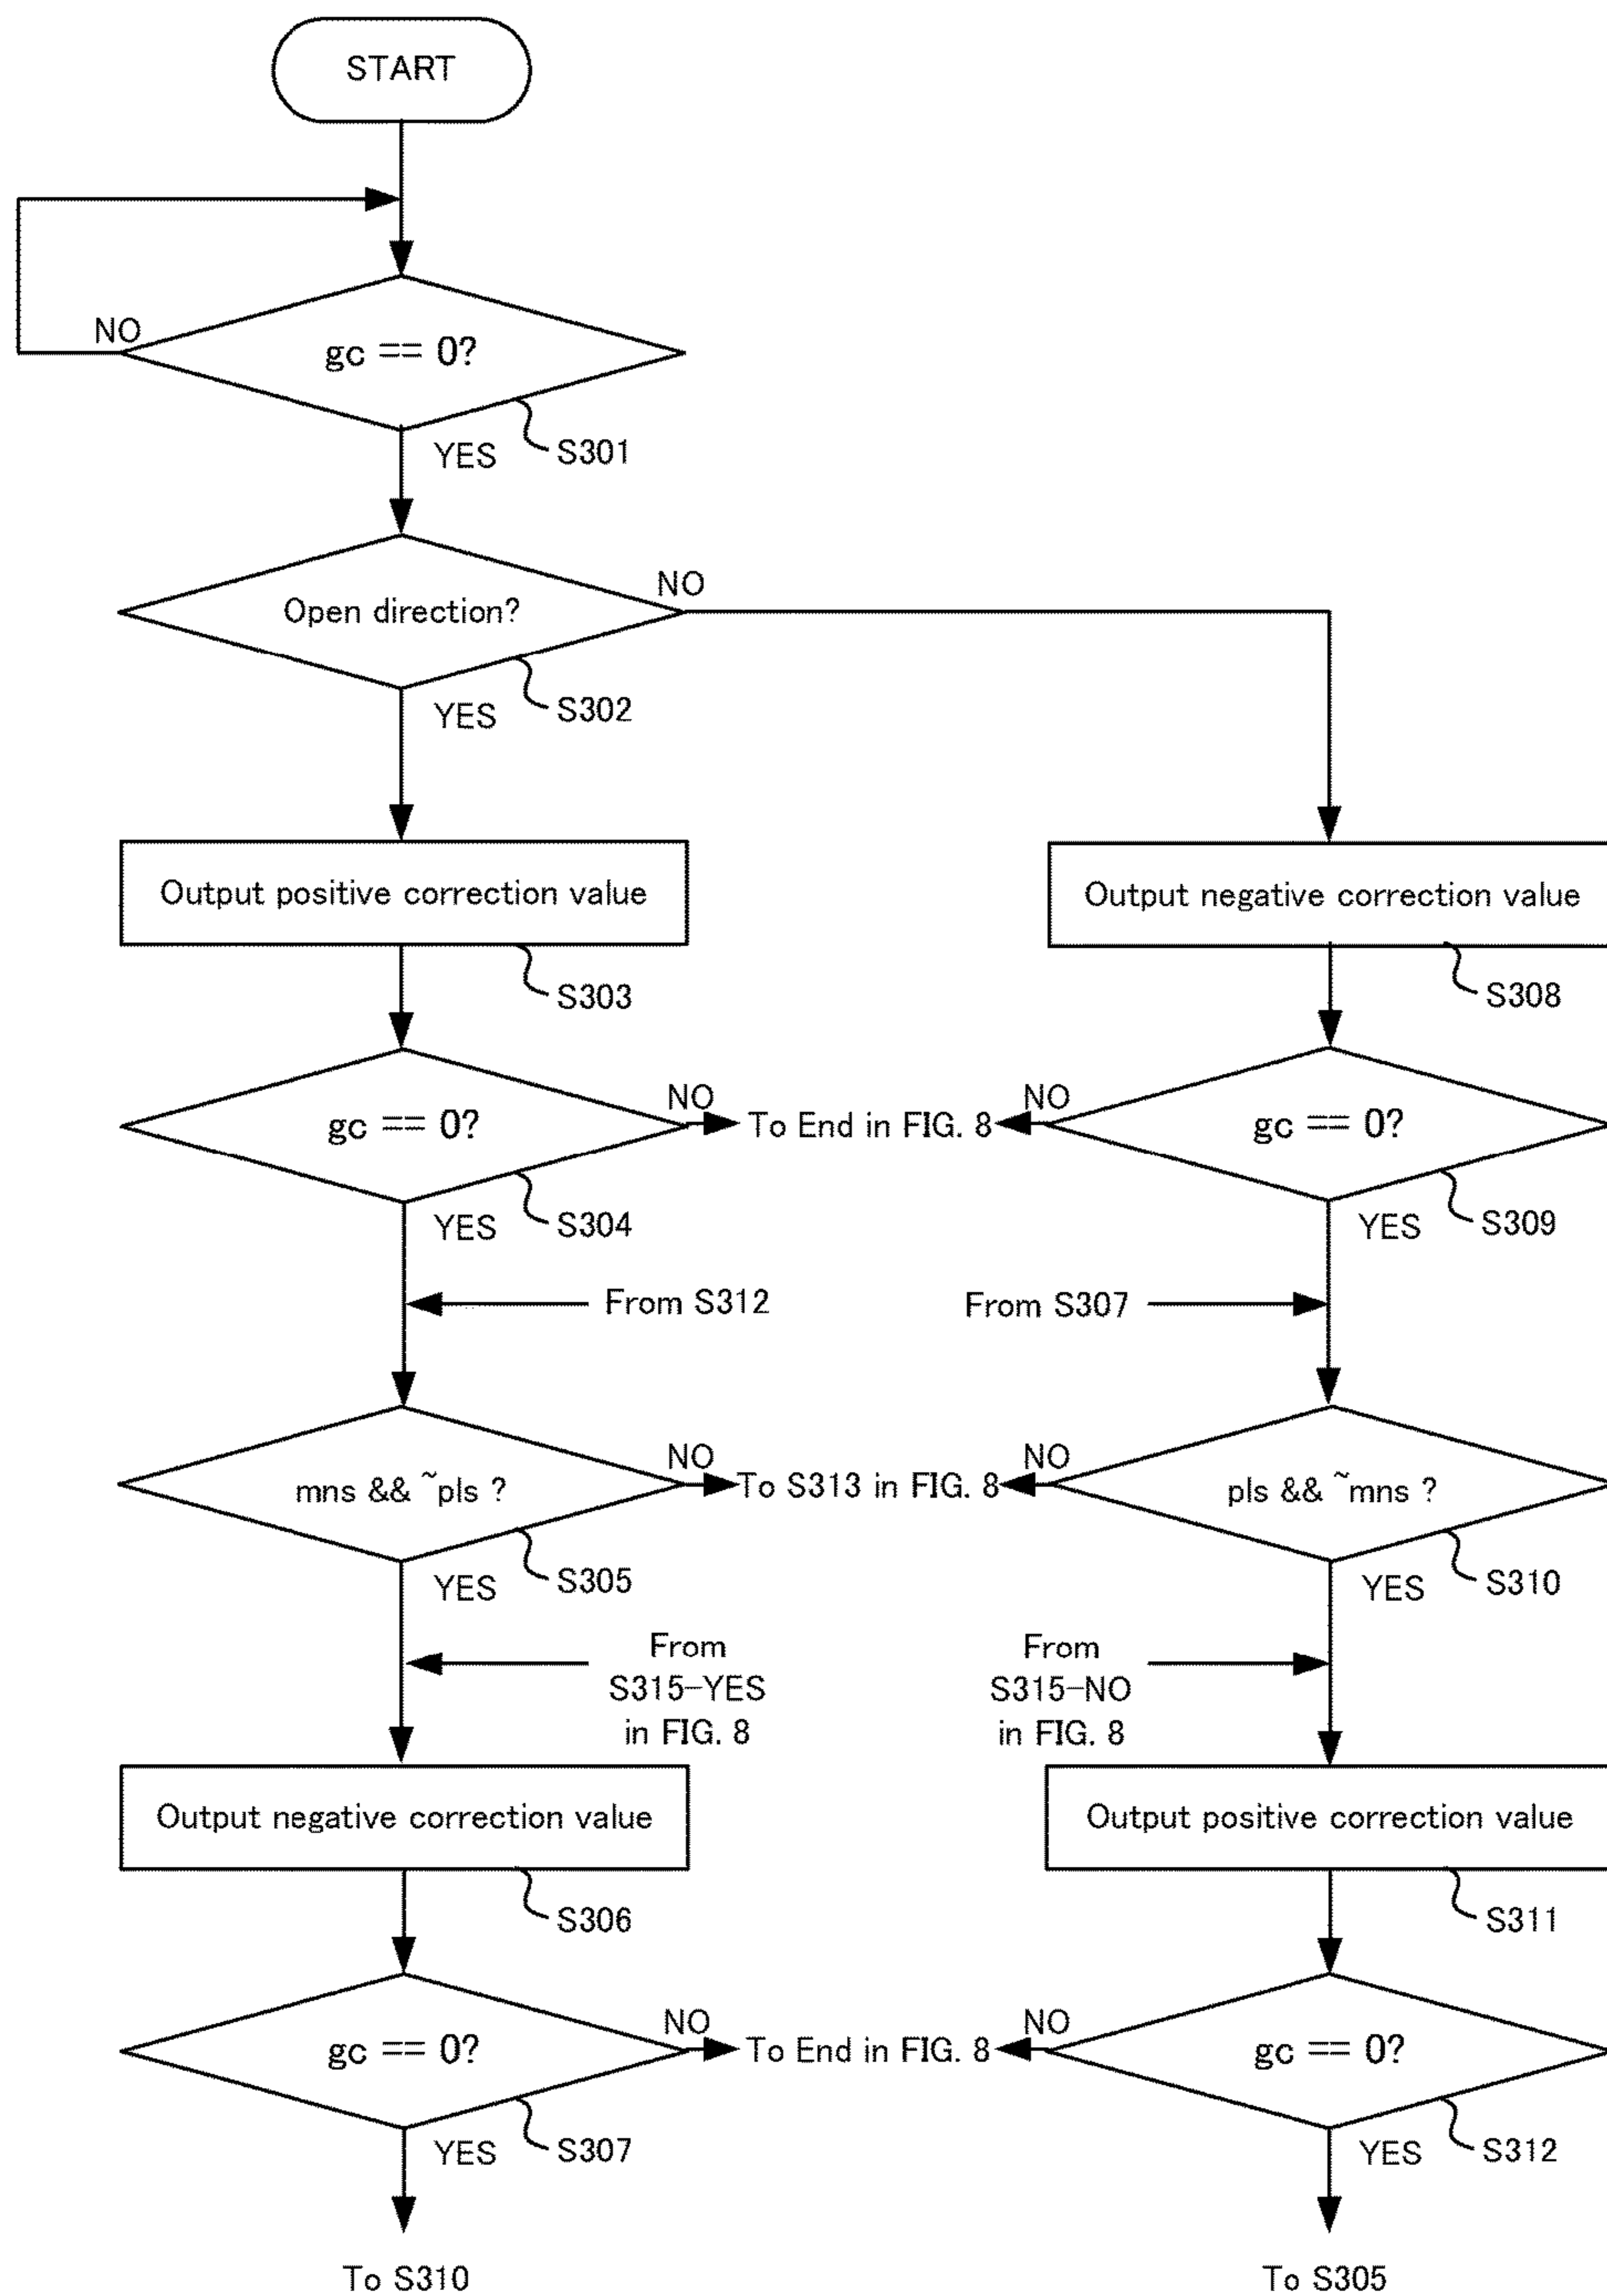 START
NO
gc == 0?
YES
S301
NO
Open direction?
YES
S302
Output positive correction value
Output negative correction value
S303
S308
NO
To End in FIG. 8
NO
gc == 0?
gc == 0?
YES
S304
YES
S309
From S312
From S307
NO
To S313 in FIG. 8
NO
mns && ~pls ?
pls && ~mns ?
YES
S305
YES
S310
From
S315-YES
in FIG. 8
From
S315-NO
in FIG. 8
Output negative correction value
Output positive correction value
S306
S311
NO
To End in FIG. 8
NO
gc == 0?
gc == 0?
YES
S307
YES
S312
To S310
To S305